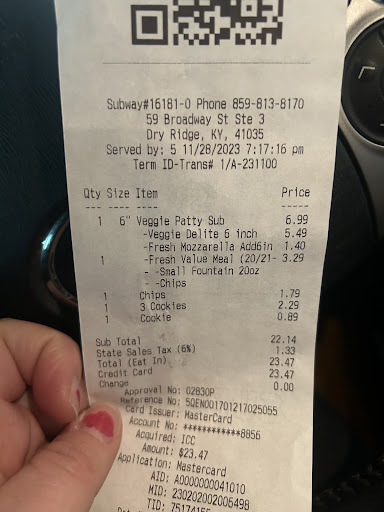 Subway#16181-0 Phone 859-813-8170
59 Broadway St Ste 3
Dry Ridge, KY, 41035
Served by: 5 11/28/2023 7:17:16 pm
Term ID-Trans# 1/A-231100
Qty Size Item Price
1 6" Veggie Patty Sub 6.99
-Veggie Delite 6 inch 5.49
-Fresh Mozzarella Add6in 1.40
1 -Fresh Value Meal (20/21- 3.29
- -Small Fountain 20oz
- -Chips
1 Chips 1.79
1 3 Cookies 2.29
1 Cookie 0.89
Sub Total 22.14
State Sales Tax (6%) 1.33
Total (Eat In) 23.47
Credit Card 23.47
Change 0.00
Approval No: 02830P
Reference No: SQEN001701217025055
Card Issuer: MasterCard
Account No: ************8856
Acquired: ICC
Amount: $23.47
Application: Mastercard
AID: A0000000041010
MID: 230202002005498